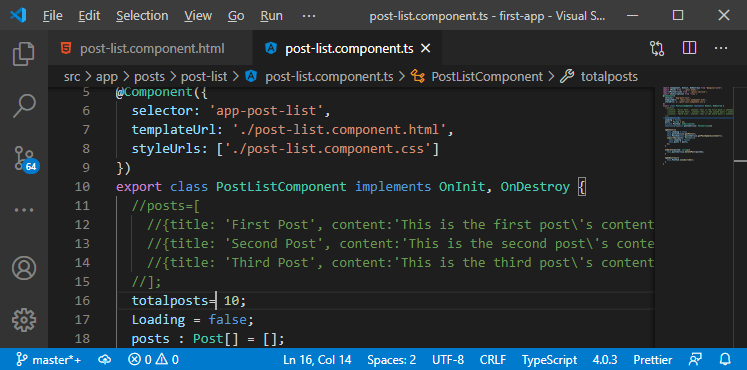 File Edit Selection View Go Run ··· post-list.component.ts - first-app - Visual S...
post-list.component.html post-list.component.ts
src > app > posts > post-list > post-list.component.ts > PostListComponent > totalposts
5 @Component({
6 selector: 'app-post-list',
7 templateUrl: './post-list.component.html',
8 styleUrls: ['./post-list.component.css']
9 })
10 export class PostListComponent implements OnInit, OnDestroy {
11 //posts=[
12 //{title: 'First Post', content:'This is the first post\'s content
13 //{title: 'Second Post', content:'This is the second post\'s conte
14 //{title: 'Third Post', content:'This is the third post\'s content
15 //];
16 totalposts= 10;
17 Loading = false;
18 posts : Post[] = [];
64
master*+ 0 0 Ln 16, Col 14 Spaces: 2 UTF-8 CRLF TypeScript 4.0.3 Prettier